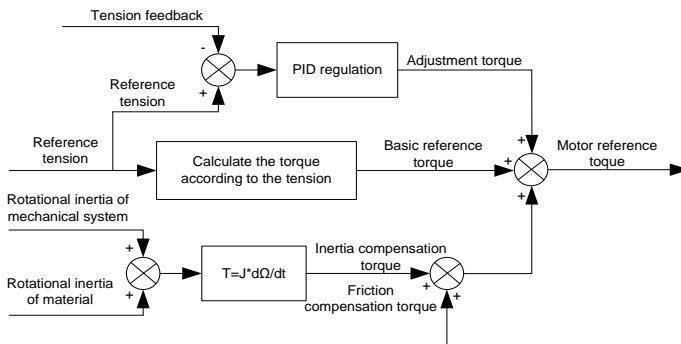 Tension feedback
-
+
PID regulation
Adjustment torque
Reference
tension
Reference
tension
Calculate the torque
according to the tension
Basic reference
torque
+
+
+
Motor reference
toque
Rotational inertia of
mechanical system
+
+
Rotational inertia
of material
T=J*dΩ/dt
Inertia compensation
torque
Friction
compensation torque
+
+